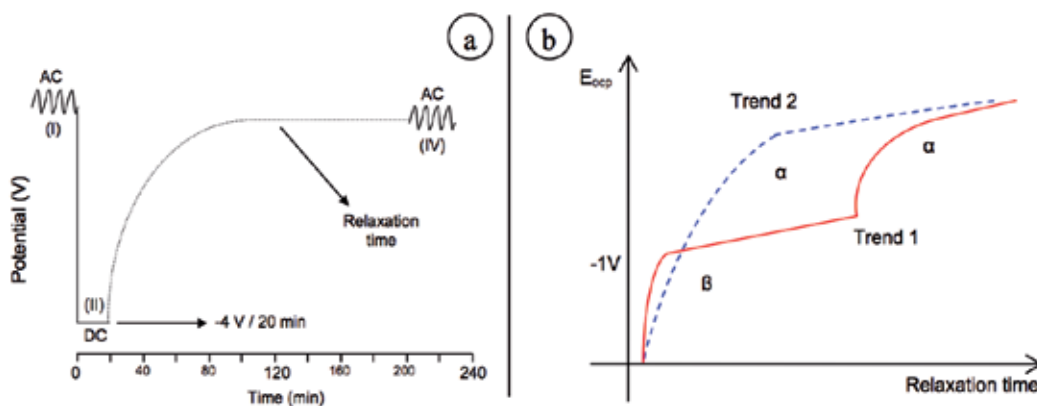 a
AC
(I)
AC
(IV)
Relaxation
time
Potential (V)
(II)
DC
-4 V / 20 min
0 40 80 120 160 200 240
Time (min)
b
Eocp
Trend 2
α
α
Trend 1
-1V
β
Relaxation time